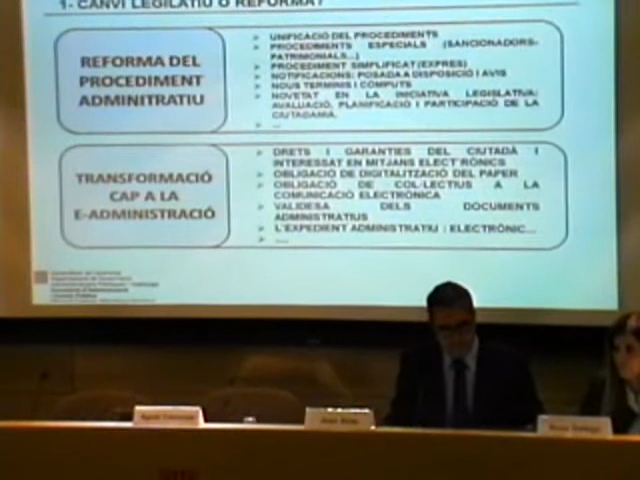 1- CANVI LEGISLATIU O REFORMA?
REFORMA DEL
PROCEDIMENT
ADMINITRATIU
UNIFICACIÓ DEL PROCEDIMENTS
PROCEDIMENTS ESPECIALS (SANCIONADORS-
PATRIMONIALS...)
PROCEDIMENT SIMPLIFICAT (EXPRES)
NOTIFICACIONS: POSADA A DISPOSICIÓ I AVIS
NOUS TERMINIS I COMPUTS
NOVETAT EN LA INICIATIVA LEGISLATIVA:
AVALUACIÓ, PLANIFICACIÓ I PARTICIPACIÓ DE LA
CIUTADANIA.
...
TRANSFORMACIÓ
CAP A LA
E-ADMINISTRACIÓ
DRETS I GARANTIES DEL CIUTADÀ I
INTERESSAT EN MITJANS ELECTRÒNICS
OBLIGACIÓ DE DIGITALITZACIÓ DEL PAPER
OBLIGACIÓ DE COL·LECTIUS A LA
COMUNICACIÓ ELECTRÒNICA
VALIDESA DELS DOCUMENTS
ADMINISTRATIUS
L'EXPEDIENT ADMINISTRATIU : ELECTRÒNIC...
....